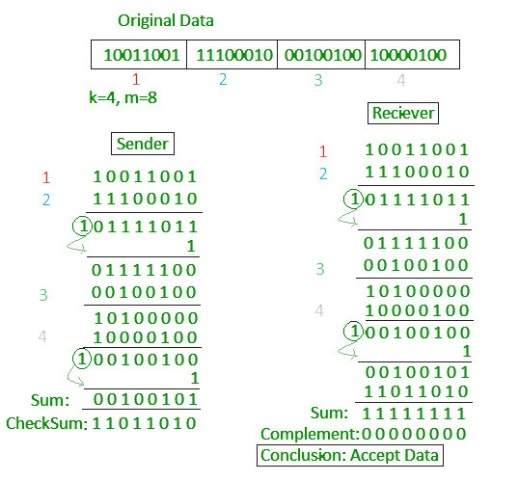 Original Data
10011001 11100010 00100100 10000100
1 2 3 4
k=4, m=8
Sender
1 10011001
2 11100010
1 01111011
1
01111100
3 00100100
10100000
4 10000100
1 00100100
1
Sum: 00100101
CheckSum: 11011010
Reciever
1 10011001
2 11100010
1 01111011
1
01111100
3 00100100
10100000
4 10000100
1 00100100
1
00100101
11011010
Sum: 11111111
Complement: 00000000
Conclusion: Accept Data